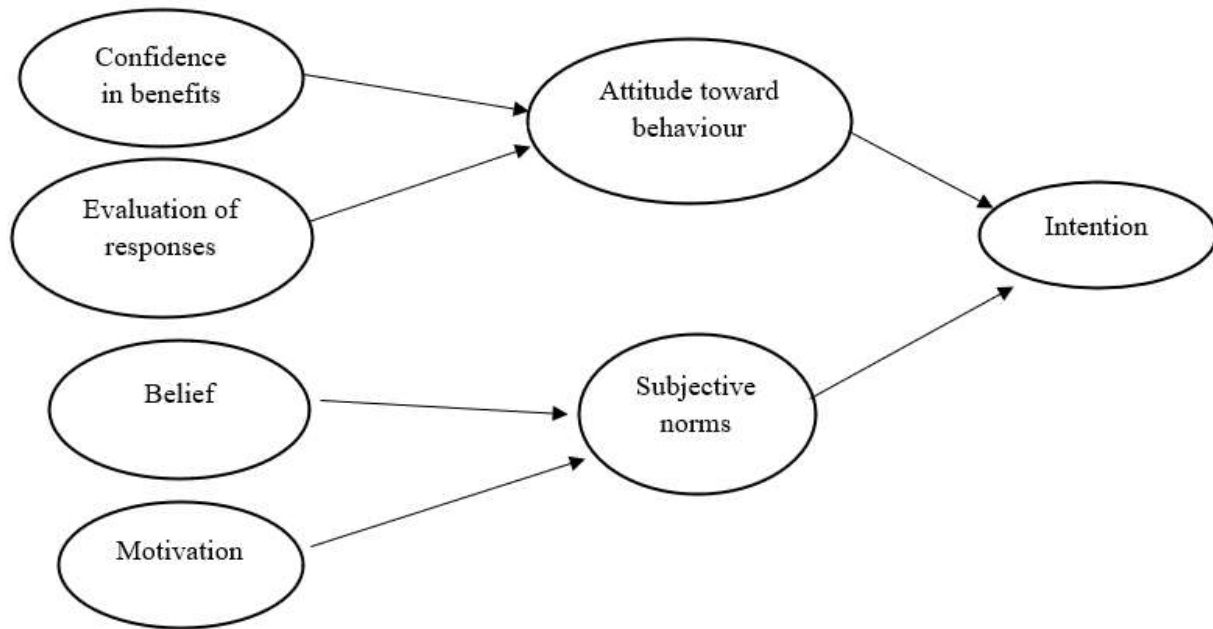 Confidence
in benefits
Evaluation of
responses
Belief
Motivation
Attitude toward
behaviour
Subjective
norms
Intention